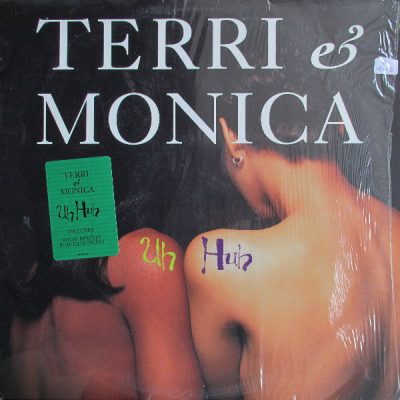 TERRI &
MONICA
TERRI
&
MONICA
Uh Huh
INCLUDES
Uh Huh